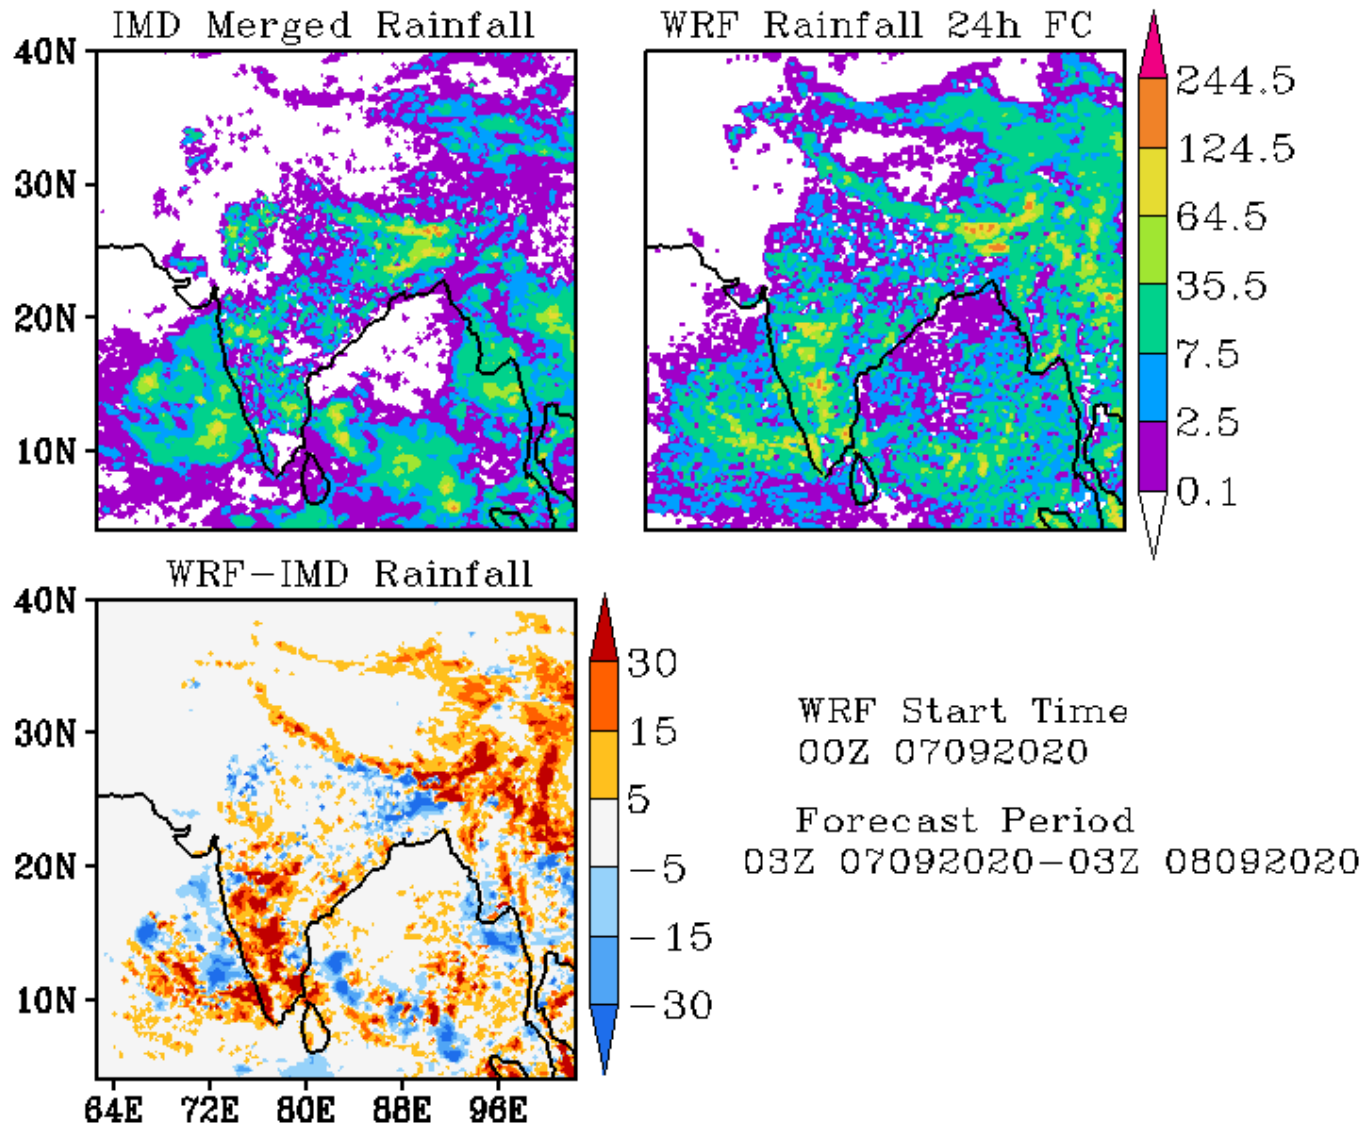 IMD Merged Rainfall
WRF Rainfall 24h FC
40N
30N
20N
10N
244.5
124.5
64.5
35.5
7.5
2.5
0.1
WRF-IMD Rainfall
40N
30N
20N
10N
64E 72E 80E 88E 96E
30
15
5
-5
-15
-30
WRF Start Time
00Z 07092020
Forecast Period
03Z 07092020-03Z 08092020